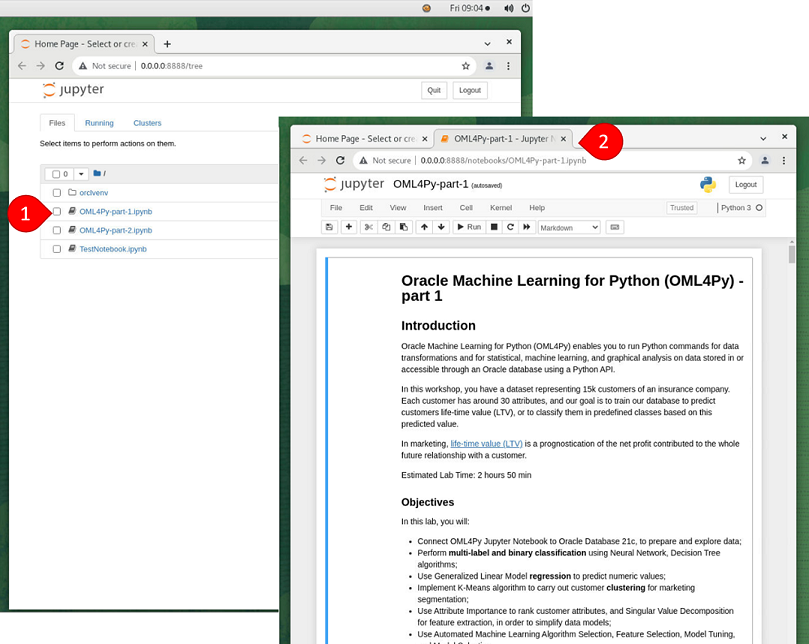 Fri 09:04
Home Page - Select or cre
Not secure | 0.0.0.0:8888/tree
jupyter
Quit
Logout
Files
Running
Clusters
Select items to perform actions on them.
0
/
orclvenv
1
OML4Py-part-1.ipynb
OML4Py-part-2.ipynb
TestNotebook.ipynb
Home Page - Select or cre
OML4Py-part-1 - Jupyter N
2
Not secure | 0.0.0.0:8888/notebooks/OML4Py-part-1.ipynb
jupyter OML4Py-part-1 (autosaved)
Logout
File Edit View Insert Cell Kernel Help
Trusted
Python 3
Run
Markdown
Oracle Machine Learning for Python (OML4Py) -
part 1
Introduction
Oracle Machine Learning for Python (OML4Py) enables you to run Python commands for data
transformations and for statistical, machine learning, and graphical analysis on data stored in or
accessible through an Oracle database using a Python API.
In this workshop, you have a dataset representing 15k customers of an insurance company.
Each customer has around 30 attributes, and our goal is to train our database to predict
customers life-time value (LTV), or to classify them in predefined classes based on this
predicted value.
In marketing, life-time value (LTV) is a prognostication of the net profit contributed to the whole
future relationship with a customer.
Estimated Lab Time: 2 hours 50 min
Objectives
In this lab, you will:
• Connect OML4Py Jupyter Notebook to Oracle Database 21c, to prepare and explore data;
• Perform multi-label and binary classification using Neural Network, Decision Tree
algorithms;
• Use Generalized Linear Model regression to predict numeric values;
• Implement K-Means algorithm to carry out customer clustering for marketing
segmentation;
• Use Attribute Importance to rank customer attributes, and Singular Value Decomposition
for feature extraction, in order to simplify data models;
• Use Automated Machine Learning Algorithm Selection, Feature Selection, Model Tuning,